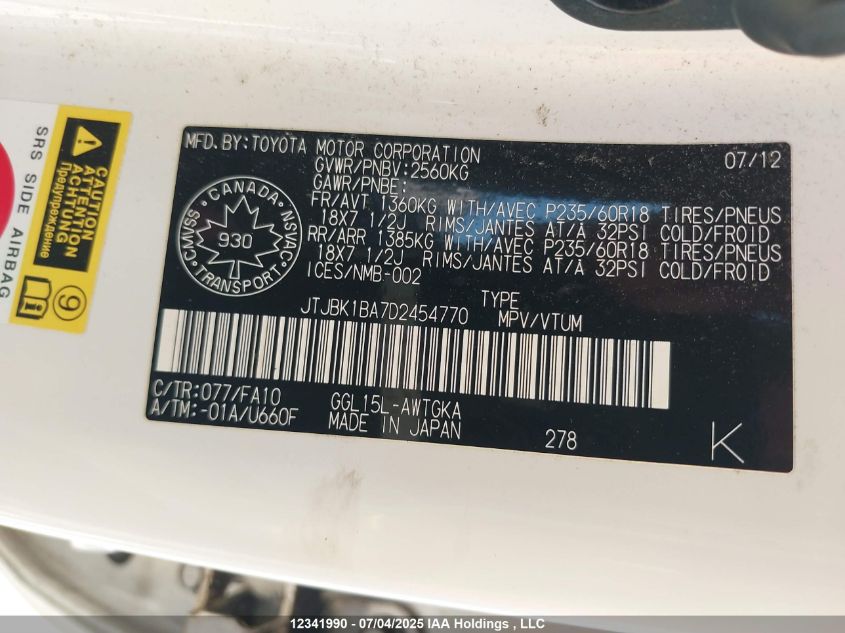 SRS SIDE AIRBAG
CAUTION
ATTENTION
ACHTUNG
Предупреждение
9
MFD. BY:TOYOTA MOTOR CORPORATION 07/12
GVWR/PNBV:2560KG
GAWR/PNBE:
FR/AVT 1360KG WITH/AVEC P235/60R18 TIRES/PNEUS
18X7 1/2J RIMS/JANTES AT/À 32PSI COLD/FROID
RR/ARR 1385KG WITH/AVEC P235/60R18 TIRES/PNEUS
18X7 1/2J RIMS/JANTES AT/À 32PSI COLD/FROID
ICES/NMB-002
CANADA
CMVSS 930 NSVAC
TRANSPORT
JTJBK1BA7D2454770 TYPE
MPV/VTUM
C/TR:077/FA10 GGL15L-AWTGKA
A/TM:-01A/U660F MADE IN JAPAN 278 K
12341990 - 07/04/2025 IAA Holdings , LLC